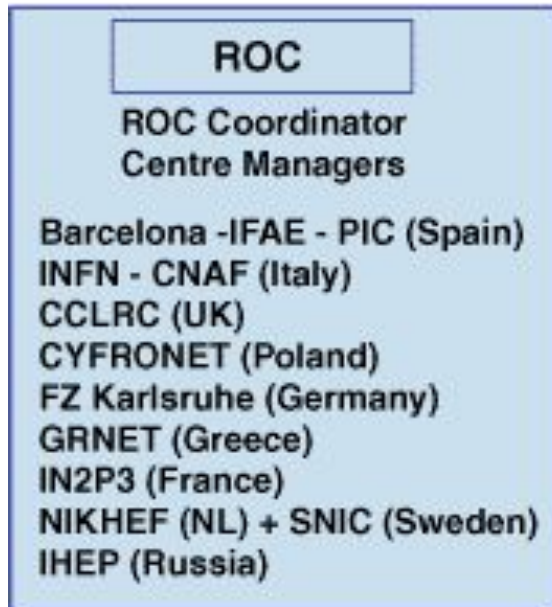 ROC
ROC Coordinator
Centre Managers
Barcelona -IFAE - PIC (Spain)
INFN - CNAF (Italy)
CCLRC (UK)
CYFRONET (Poland)
FZ Karlsruhe (Germany)
GRNET (Greece)
IN2P3 (France)
NIKHEF (NL) + SNIC (Sweden)
IHEP (Russia)